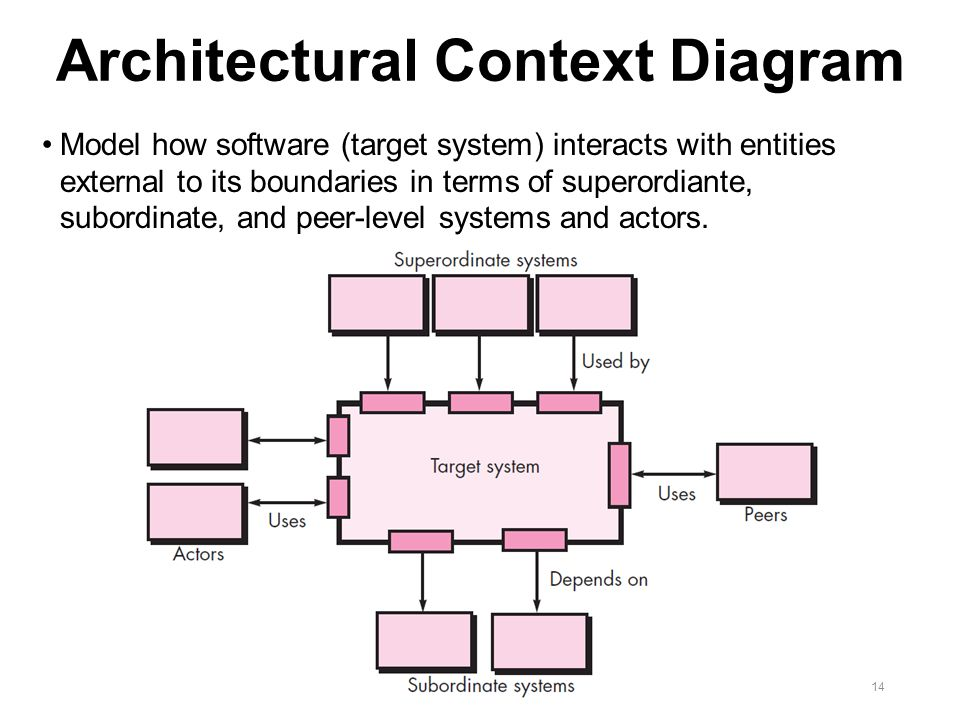 Architectural Context Diagram
• Model how software (target system) interacts with entities
external to its boundaries in terms of superordiante,
subordinate, and peer-level systems and actors.
Superordinate systems
Used by
Target system
Uses
Peers
Uses
Actors
Depends on
Subordinate systems
14